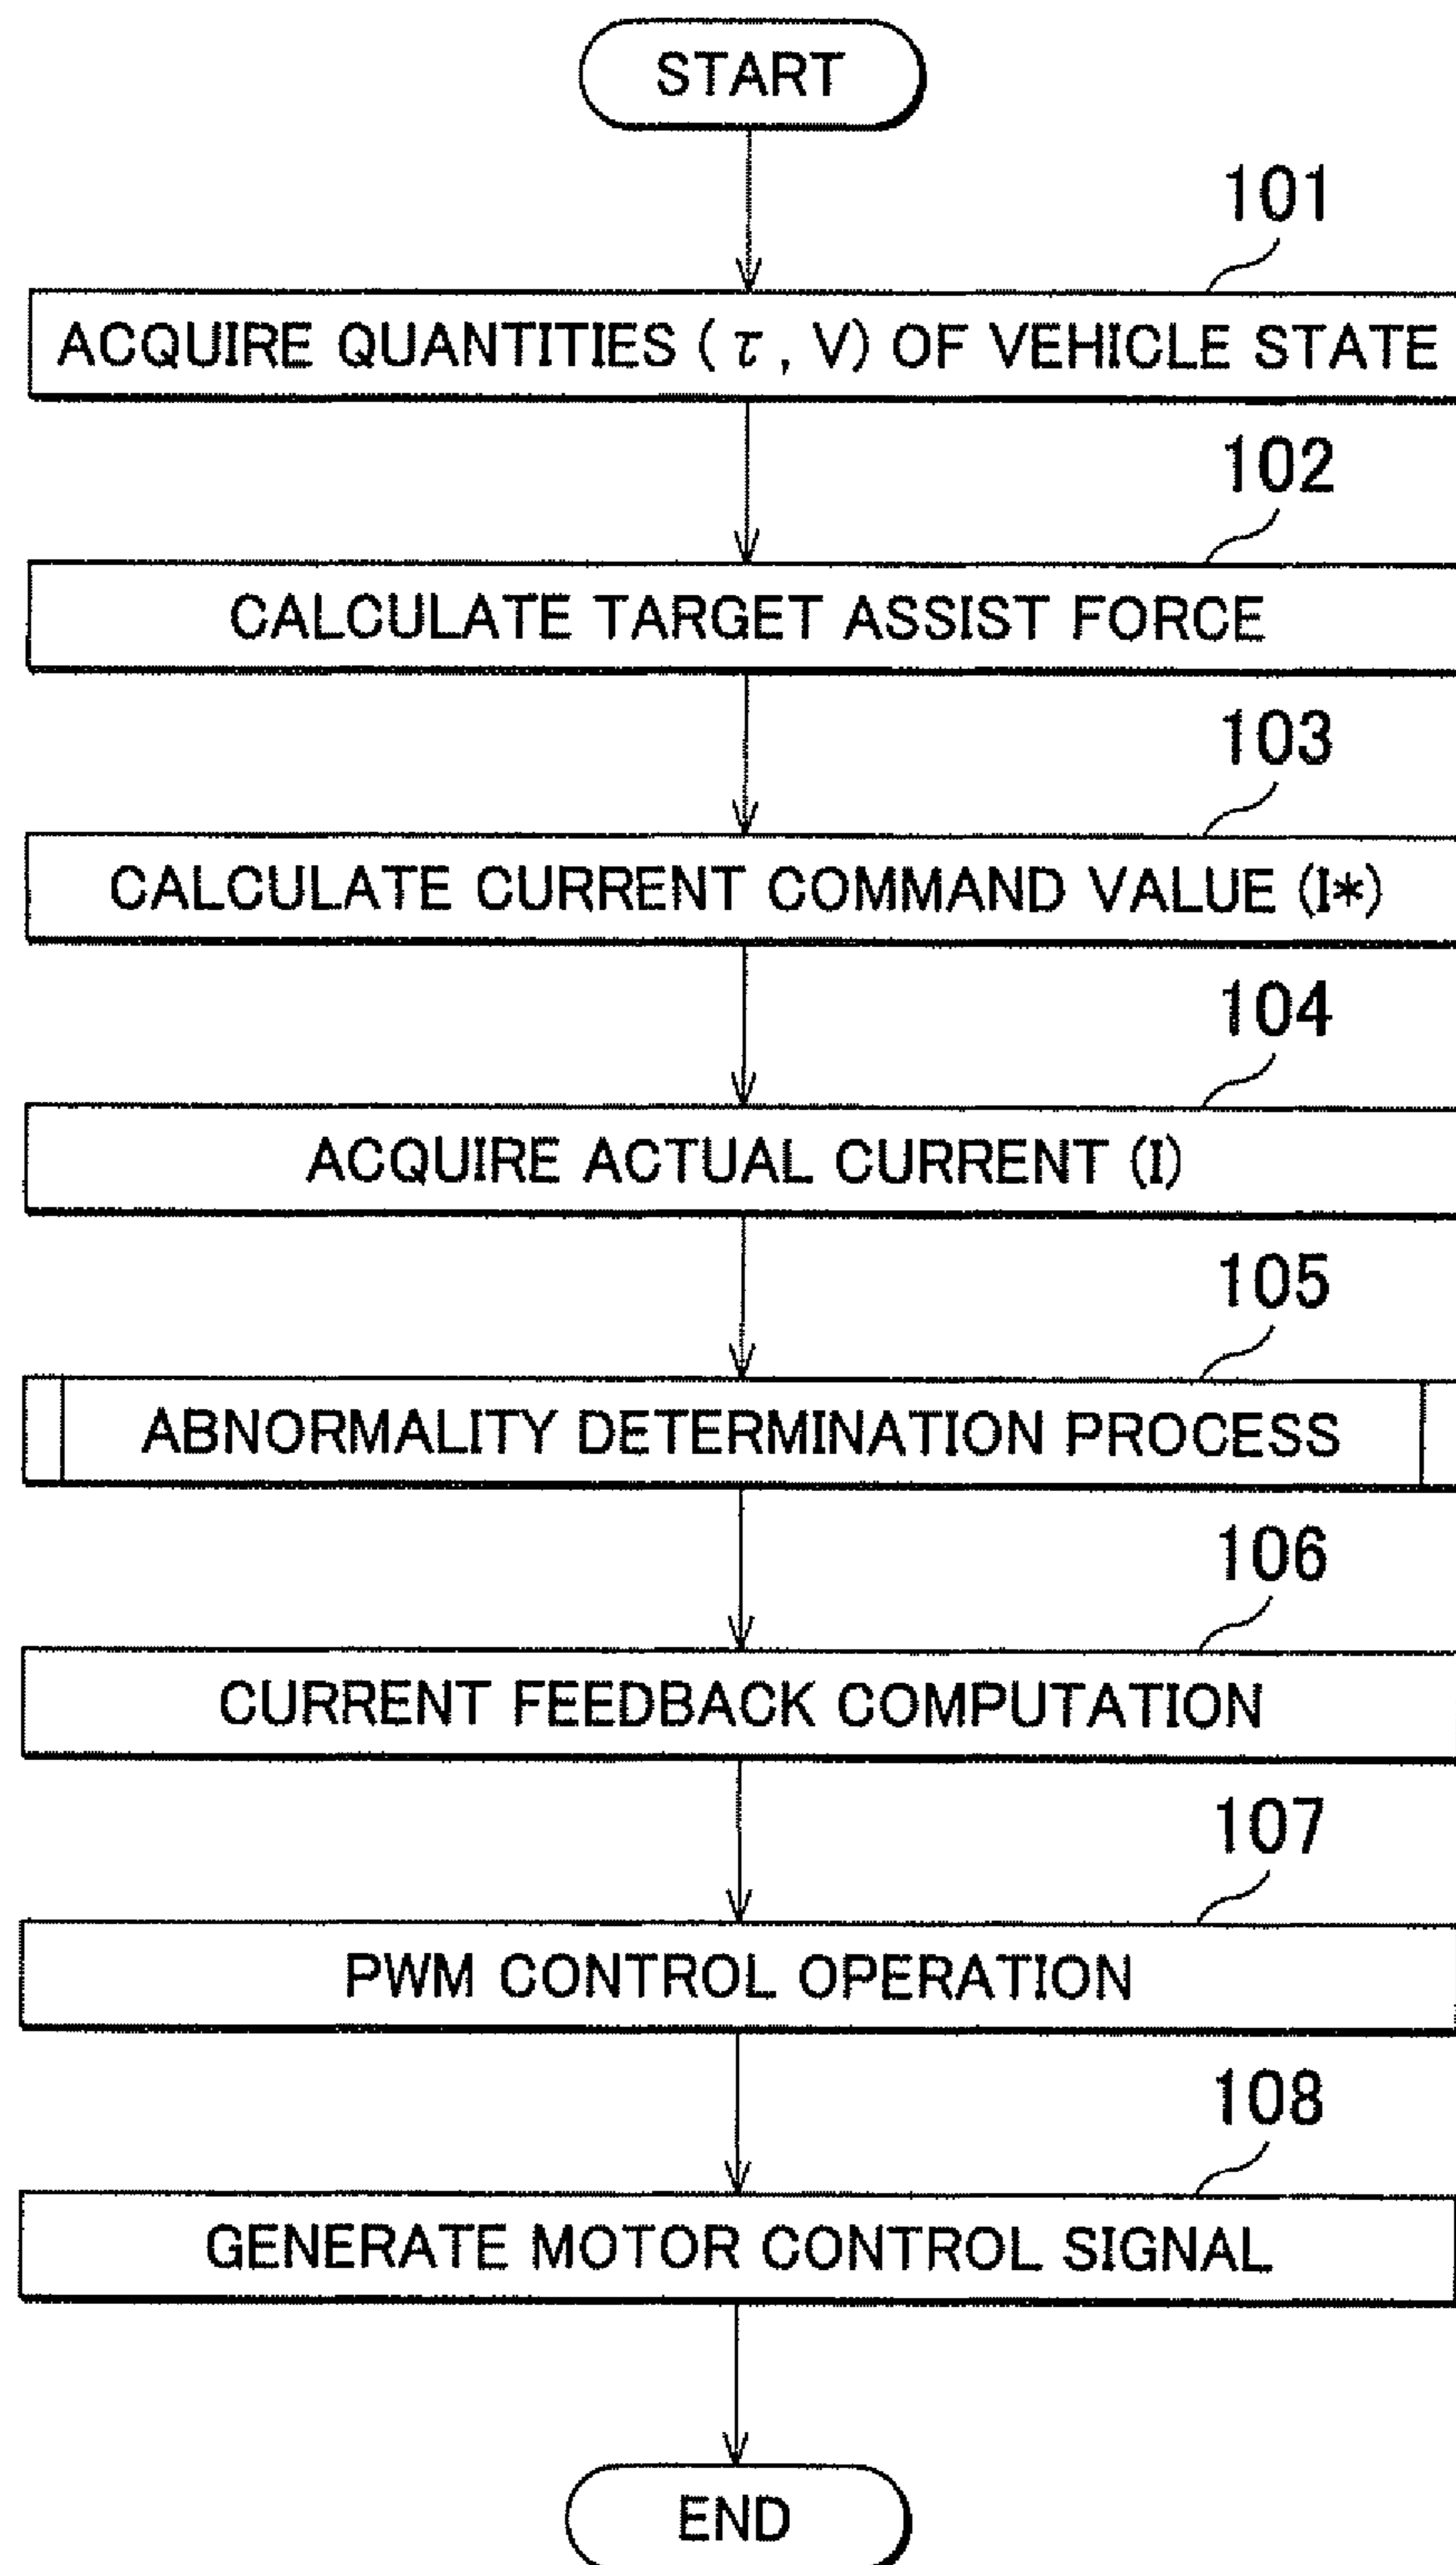 START
101
ACQUIRE QUANTITIES (τ, V) OF VEHICLE STATE
102
CALCULATE TARGET ASSIST FORCE
103
CALCULATE CURRENT COMMAND VALUE (I*)
104
ACQUIRE ACTUAL CURRENT (I)
105
ABNORMALITY DETERMINATION PROCESS
106
CURRENT FEEDBACK COMPUTATION
107
PWM CONTROL OPERATION
108
GENERATE MOTOR CONTROL SIGNAL
END